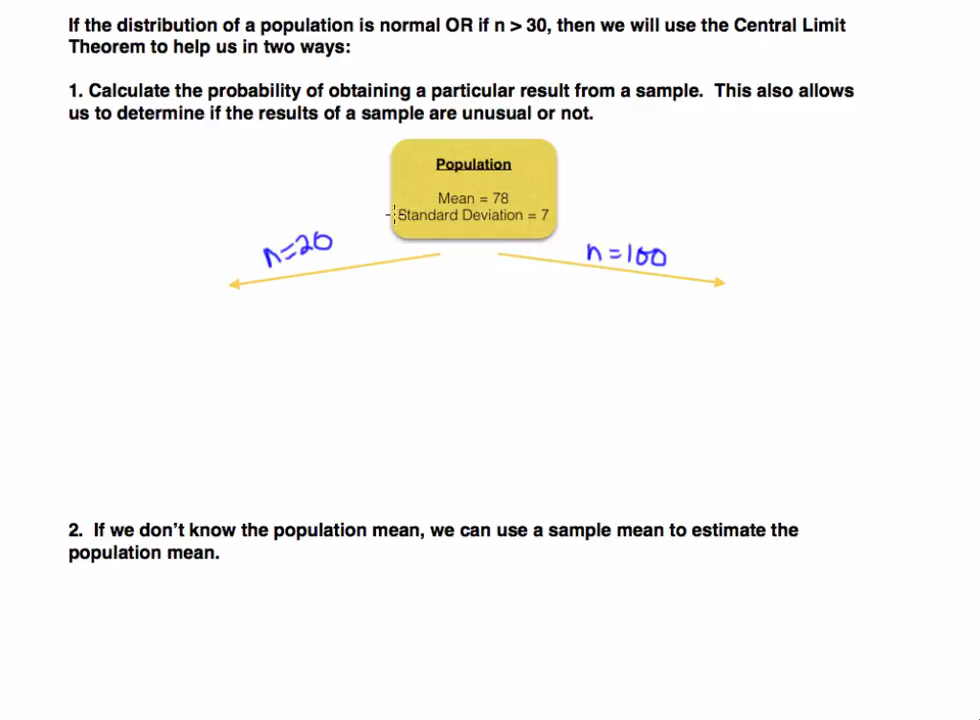 If the distribution of a population is normal OR if n > 30, then we will use the Central Limit
Theorem to help us in two ways:
1. Calculate the probability of obtaining a particular result from a sample.  This also allows
us to determine if the results of a sample are unusual or not.
Population
Mean = 78
Standard Deviation = 7
n=20
n=100
2.  If we don't know the population mean, we can use a sample mean to estimate the
population mean.